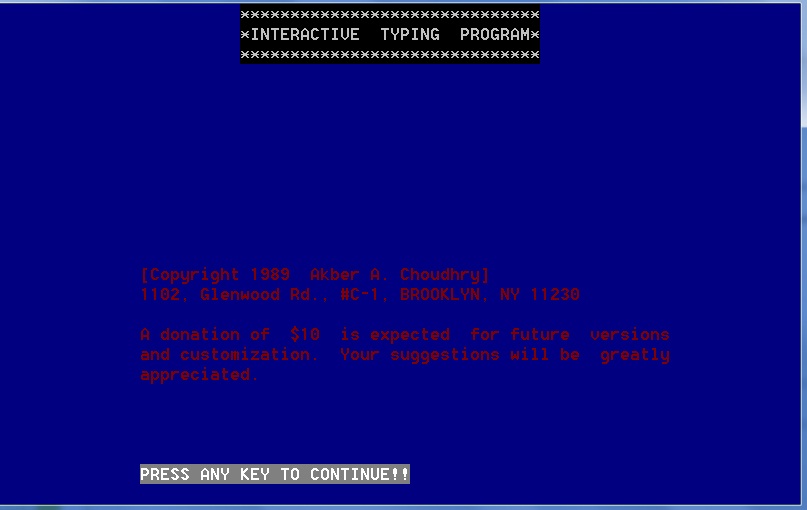 ******************************
*INTERACTIVE  TYPING  PROGRAM*
******************************
[Copyright 1989  Akber A. Choudhry]
1102, Glenwood Rd., #C-1, BROOKLYN, NY 11230
A donation of  $10  is expected  for future  versions
and customization.  Your suggestions will be  greatly
appreciated.
PRESS ANY KEY TO CONTINUE!!